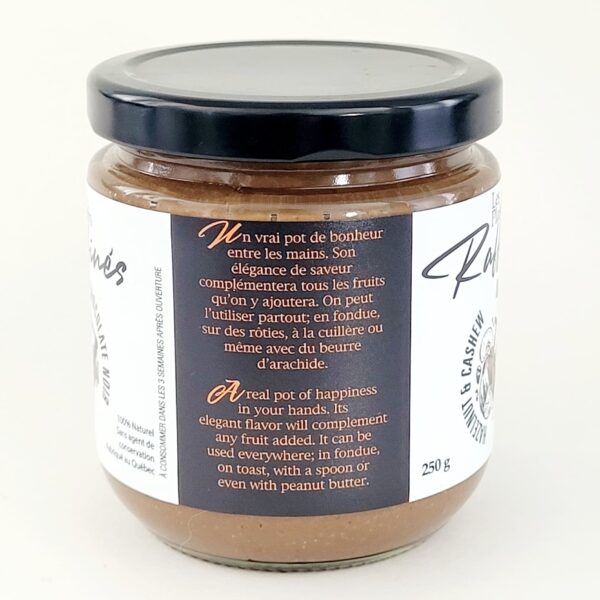 Un vrai pot de bonheur
entre les mains. Son
élégance de saveur
complémentera tous les fruits
qu'on y ajoutera. On peut
l'utiliser partout; en fondue,
sur des rôties, à la cuillère ou
même avec du beurre
d'arachide.
A real pot of happiness
in your hands. Its
elegant flavor will complement
any fruit added. It can be
used everywhere; in fondue,
on toast, with a spoon or
even with peanut butter.
100% Naturel
Sans agent de
conservation
À CONSOMMER DANS LES 3 SEMAINES APRÈS OUVERTURE
NOIR
Les
HAZELNUT & CASHEW
250 g